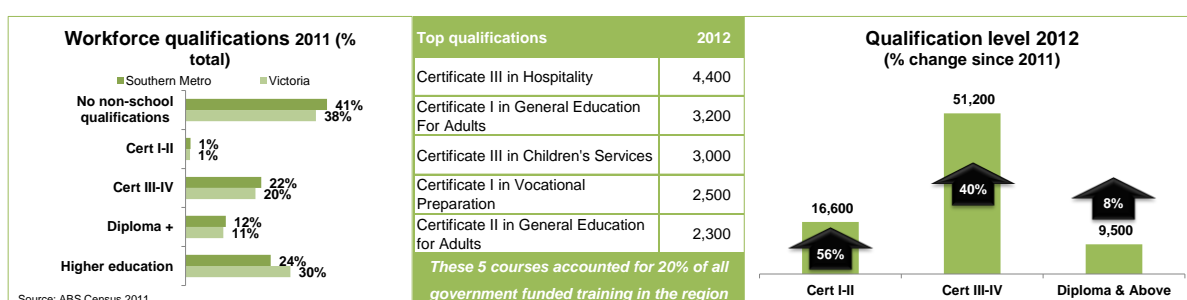 Workforce qualifications 2011 (%
total)
Southern Metro
Victoria
No non-school
qualifications
41%
38%
Cert I-II
1%
1%
Cert III-IV
22%
20%
Diploma +
12%
11%
Higher education
24%
30%
Source: ABS Census 2011
Top qualifications 2012
Certificate III in Hospitality 4,400
Certificate I in General Education
For Adults 3,200
Certificate III in Children's Services 3,000
Certificate I in Vocational
Preparation 2,500
Certificate II in General Education
for Adults 2,300
These 5 courses accounted for 20% of all
government funded training in the region
Qualification level 2012
(% change since 2011)
16,600
56%
51,200
40%
8%
9,500
Cert I-II
Cert III-IV
Diploma & Above